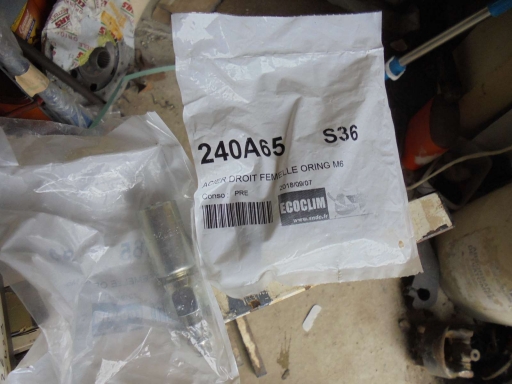 240A65 S36
ACIER DROIT FEMELLE ORING M6
Conso PRE 2018/09/07
ECOCLIM